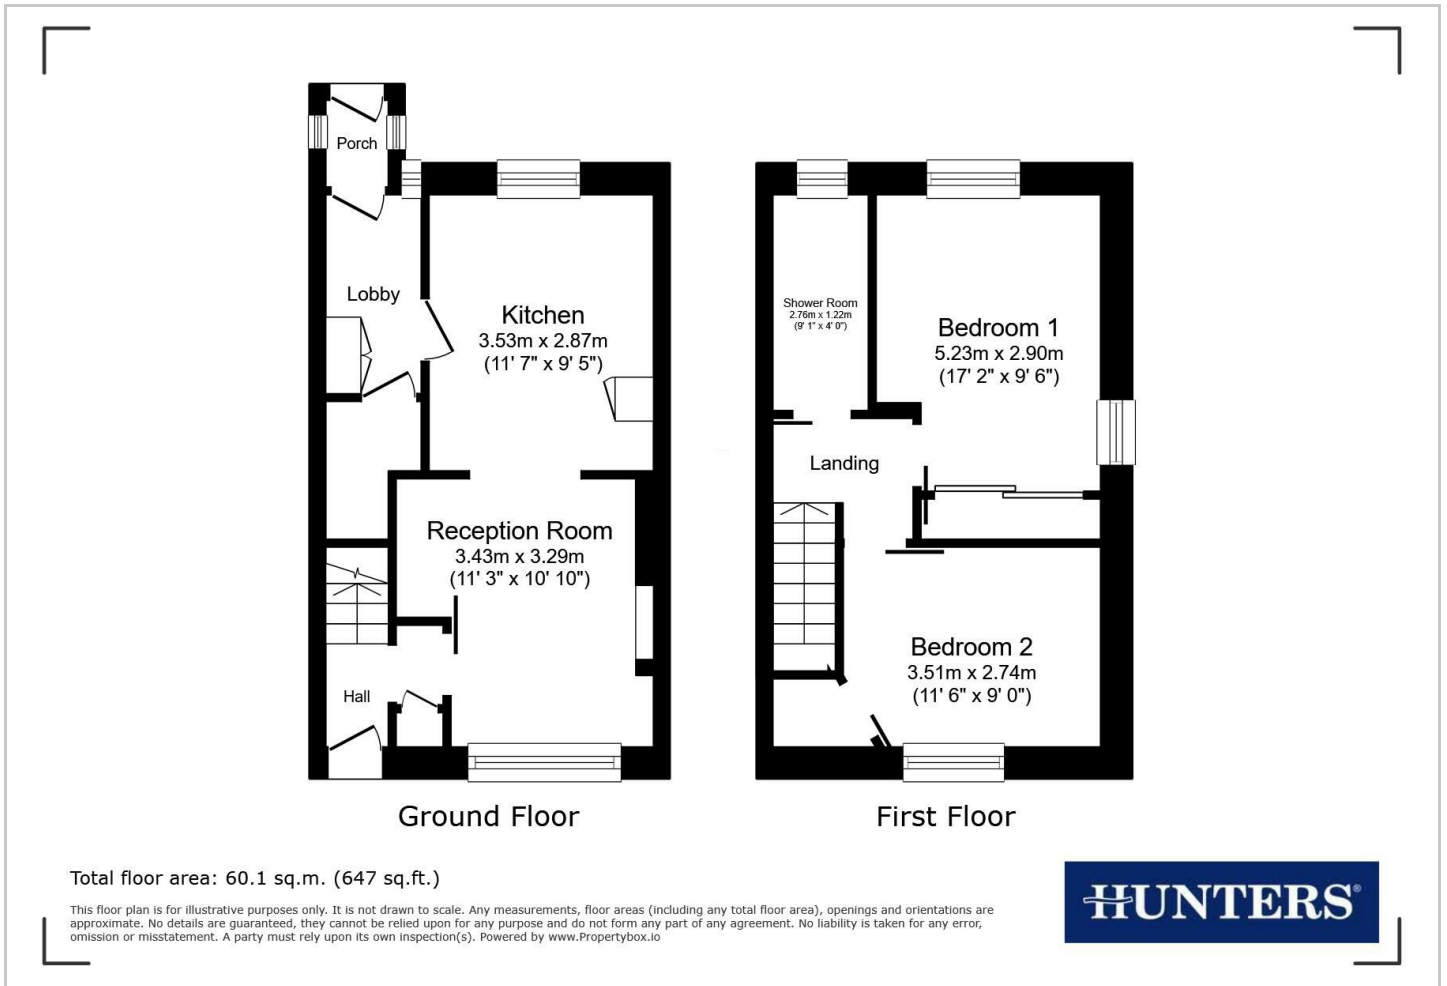 Porch
Lobby
Kitchen
3.53m x 2.87m
(11' 7" x 9' 5")
Reception Room
3.43m x 3.29m
(11' 3" x 10' 10")
Hall
Ground Floor
Shower Room
2.76m x 1.22m
(9' 1" x 4' 0")
Bedroom 1
5.23m x 2.90m
(17' 2" x 9' 6")
Landing
Bedroom 2
3.51m x 2.74m
(11' 6" x 9' 0")
First Floor
Total floor area: 60.1 sq.m. (647 sq.ft.)
This floor plan is for illustrative purposes only. It is not drawn to scale. Any measurements, floor areas (including any total floor area), openings and orientations are
approximate. No details are guaranteed, they cannot be relied upon for any purpose and do not form any part of any agreement. No liability is taken for any error,
omission or misstatement. A party must rely upon its own inspection(s). Powered by www.Propertybox.io
HUNTERS®